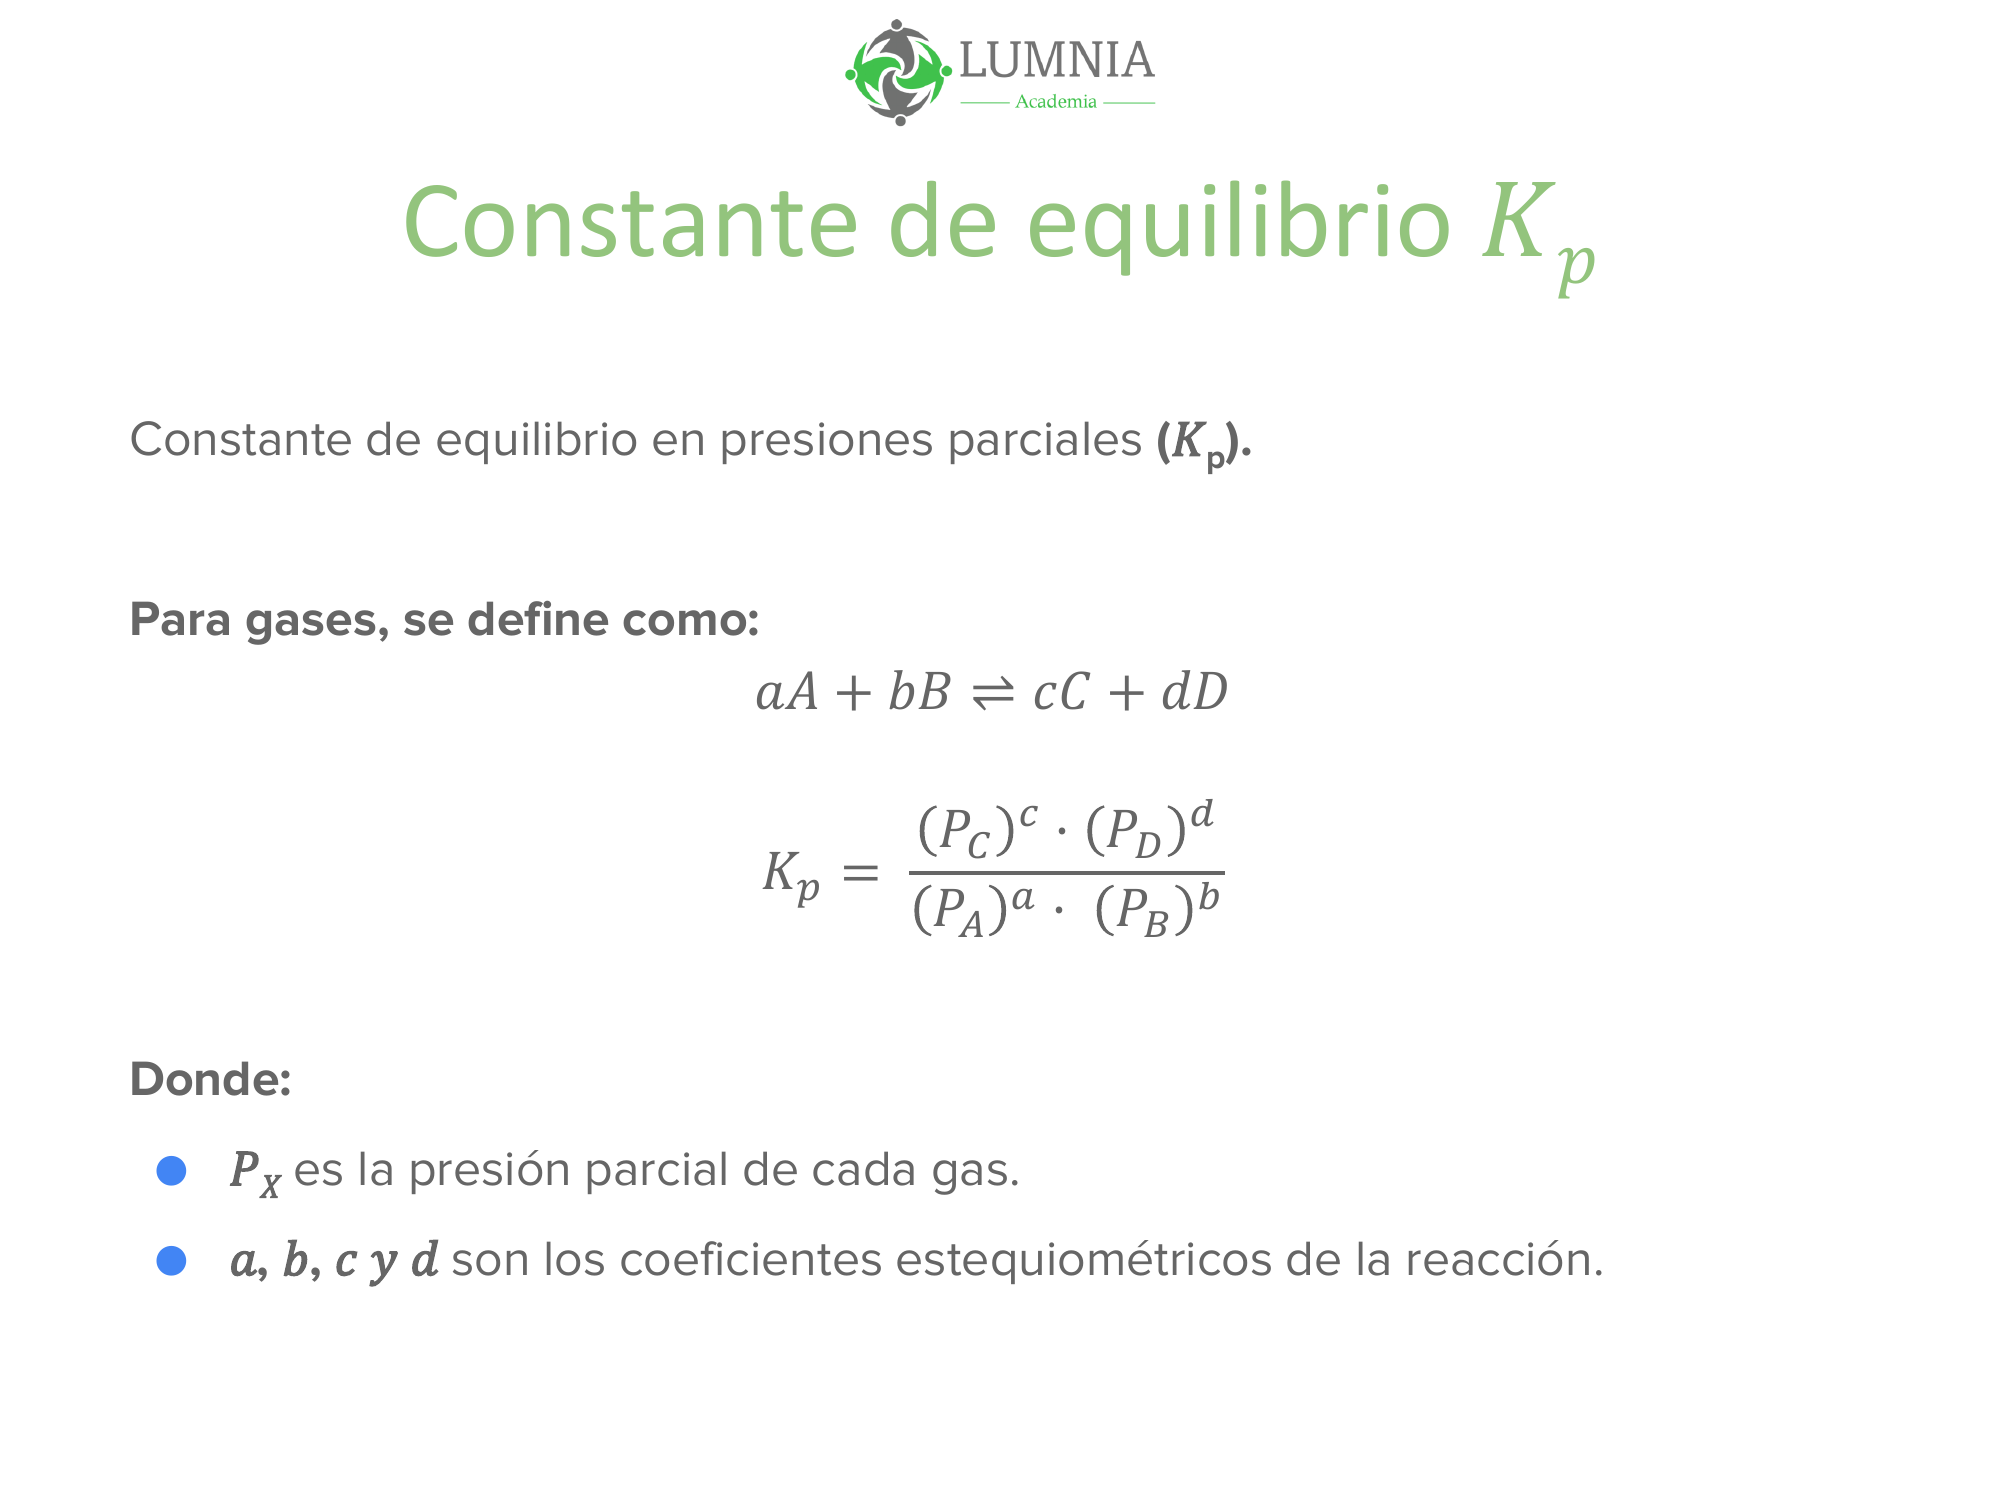 LUMNIA
Academia
Constante de equilibrio $K_p$
Constante de equilibrio en presiones parciales **($K_p$).**
**Para gases, se define como:**
$aA + bB \rightleftharpoons cC + dD$
$K_p = \frac{(P_C)^c \cdot (P_D)^d}{(P_A)^a \cdot (P_B)^b}$
**Donde:**
● $P_X$ es la presión parcial de cada gas.
● **a, b, c y d** son los coeficientes estequiométricos de la reacción.